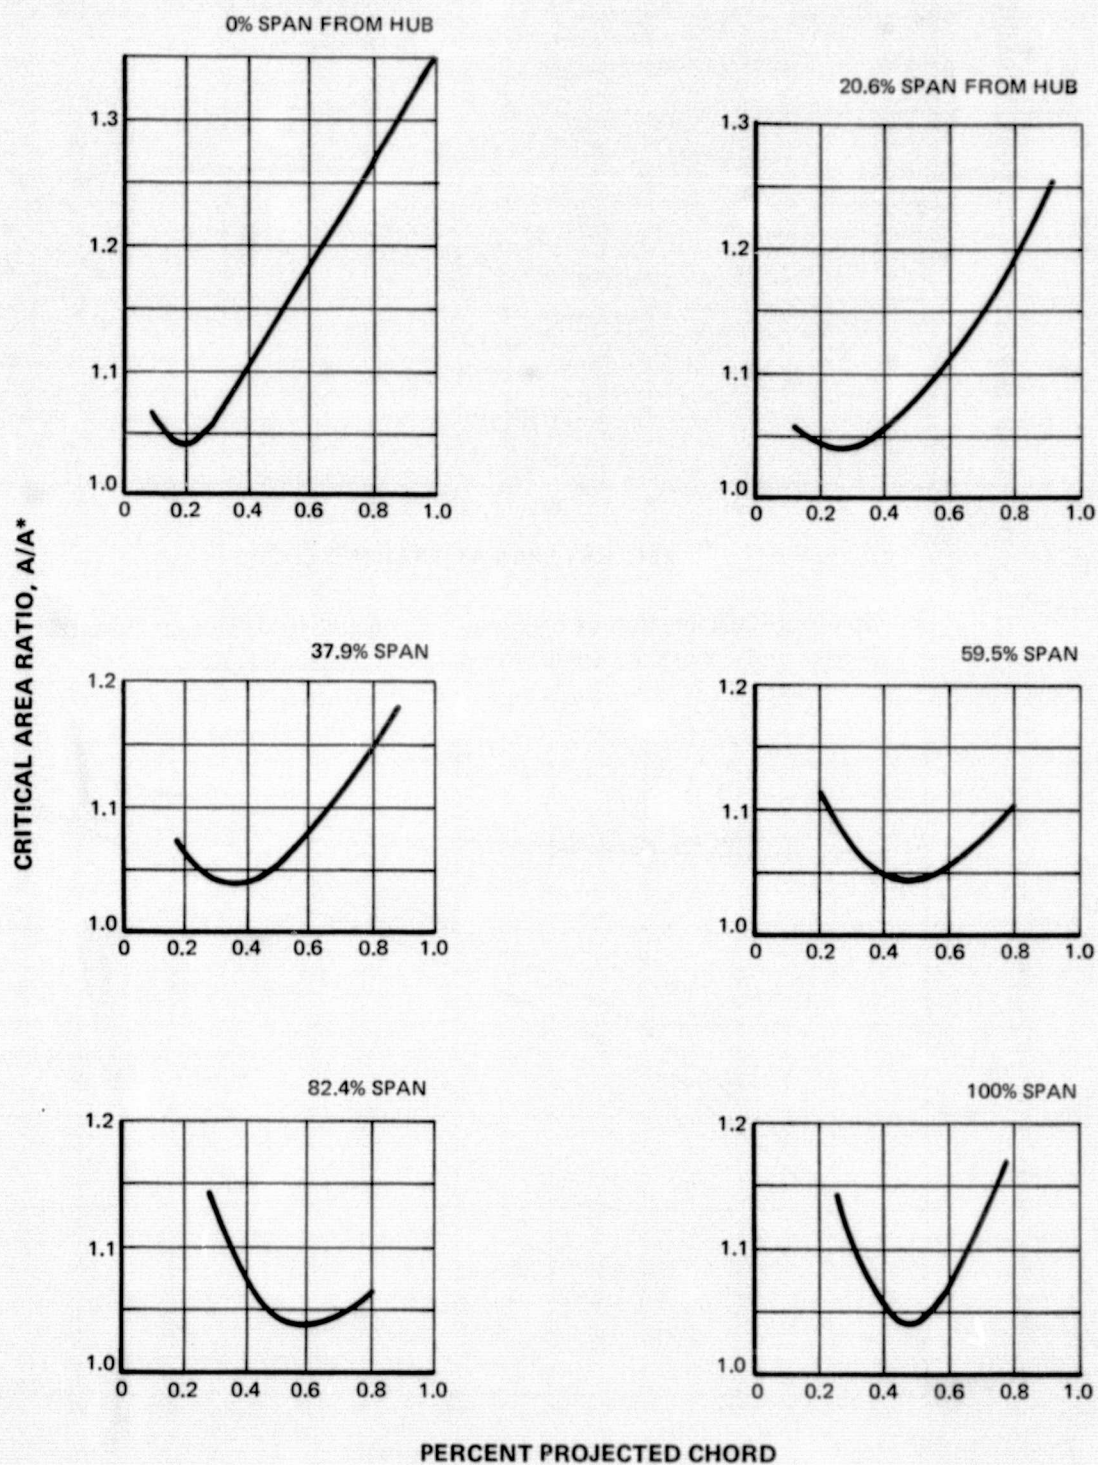 0% SPAN FROM HUB
1.3
1.2
1.1
1.0
0 0.2 0.4 0.6 0.8 1.0
20.6% SPAN FROM HUB
1.3
1.2
1.1
1.0
0 0.2 0.4 0.6 0.8 1.0
CRITICAL AREA RATIO, A/A*
37.9% SPAN
1.2
1.1
1.0
0 0.2 0.4 0.6 0.8 1.0
59.5% SPAN
1.2
1.1
1.0
0 0.2 0.4 0.6 0.8 1.0
82.4% SPAN
1.2
1.1
1.0
0 0.2 0.4 0.6 0.8 1.0
100% SPAN
1.2
1.1
1.0
0 0.2 0.4 0.6 0.8 1.0
PERCENT PROJECTED CHORD